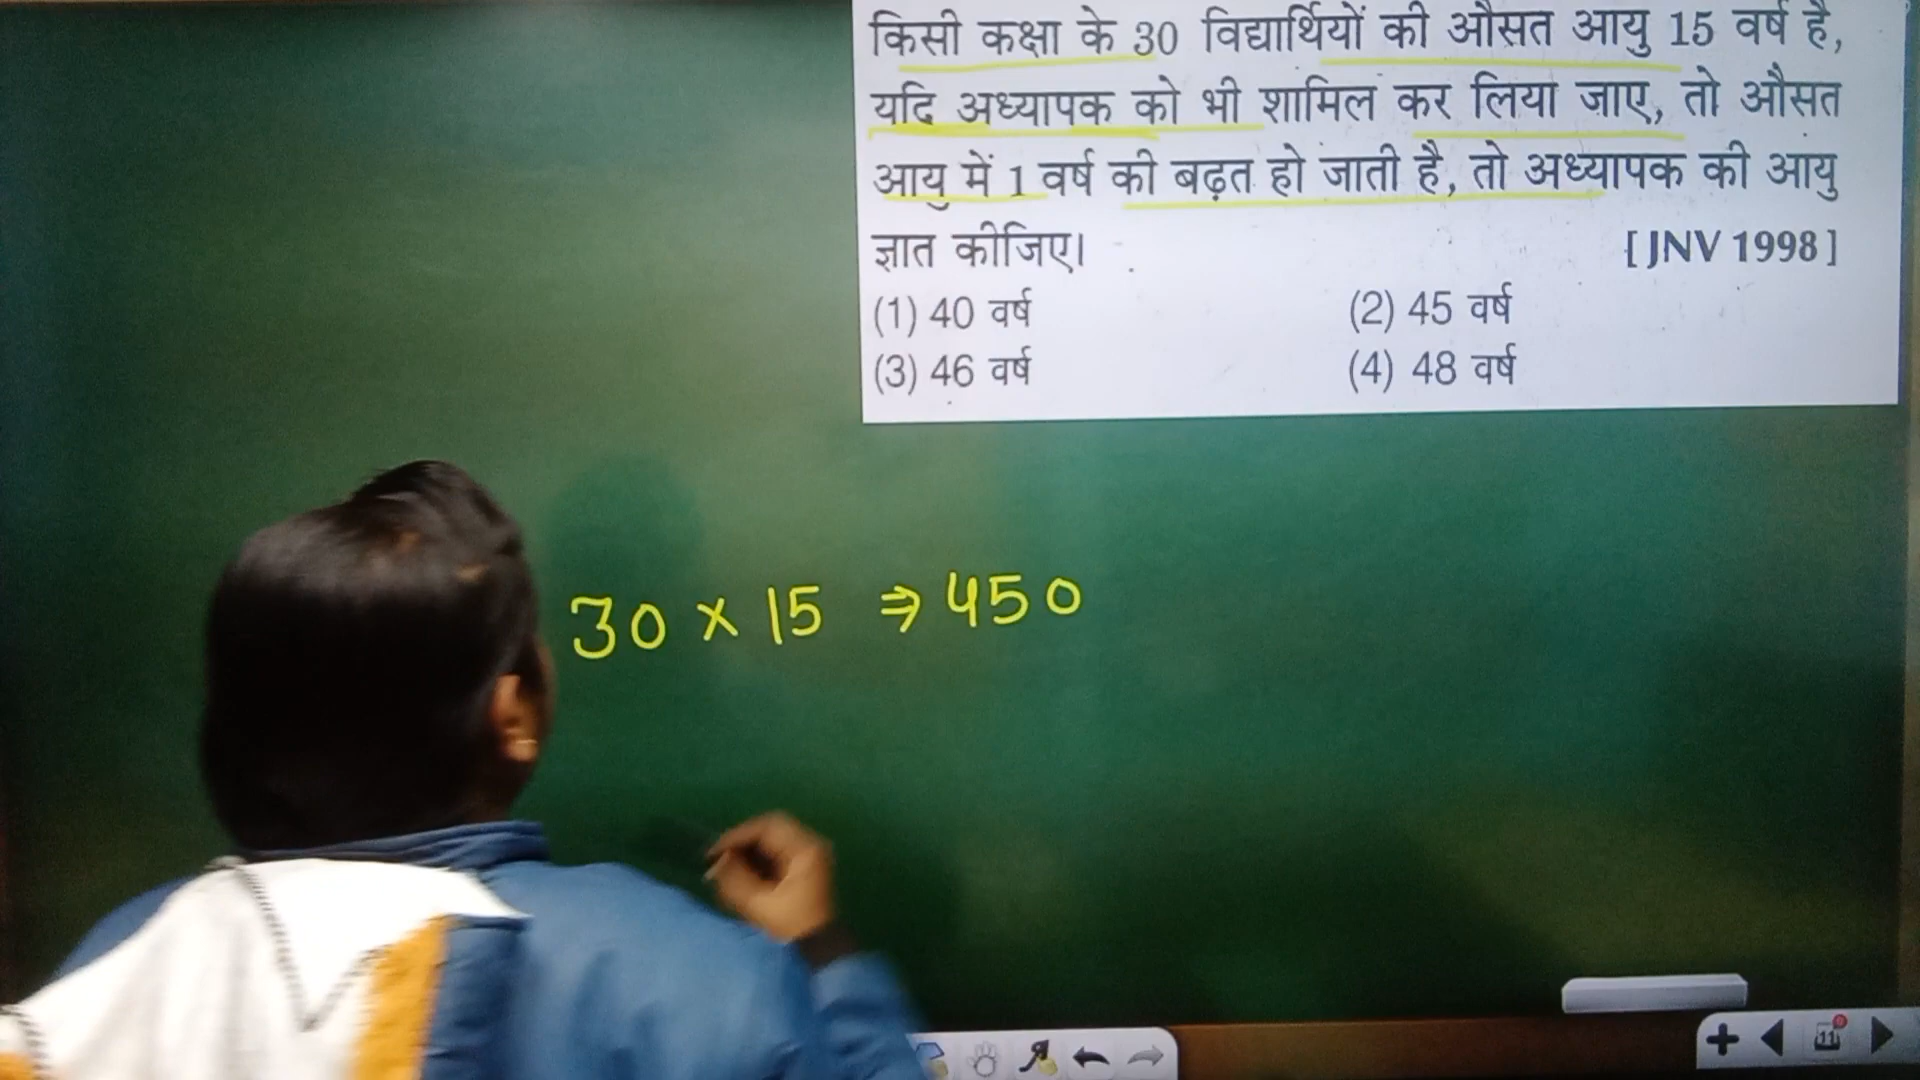 किसी कक्षा के 30 विद्यार्थियों की औसत आयु 15 वर्ष है,
यदि अध्यापक को भी शामिल कर लिया जाए, तो औसत
आयु में 1 वर्ष की बढ़त हो जाती है, तो अध्यापक की आयु
ज्ञात कीजिए। [JNV 1998]
(1) 40 वर्ष (2) 45 वर्ष
(3) 46 वर्ष (4) 48 वर्ष
30 × 15 ⇒ 450
11